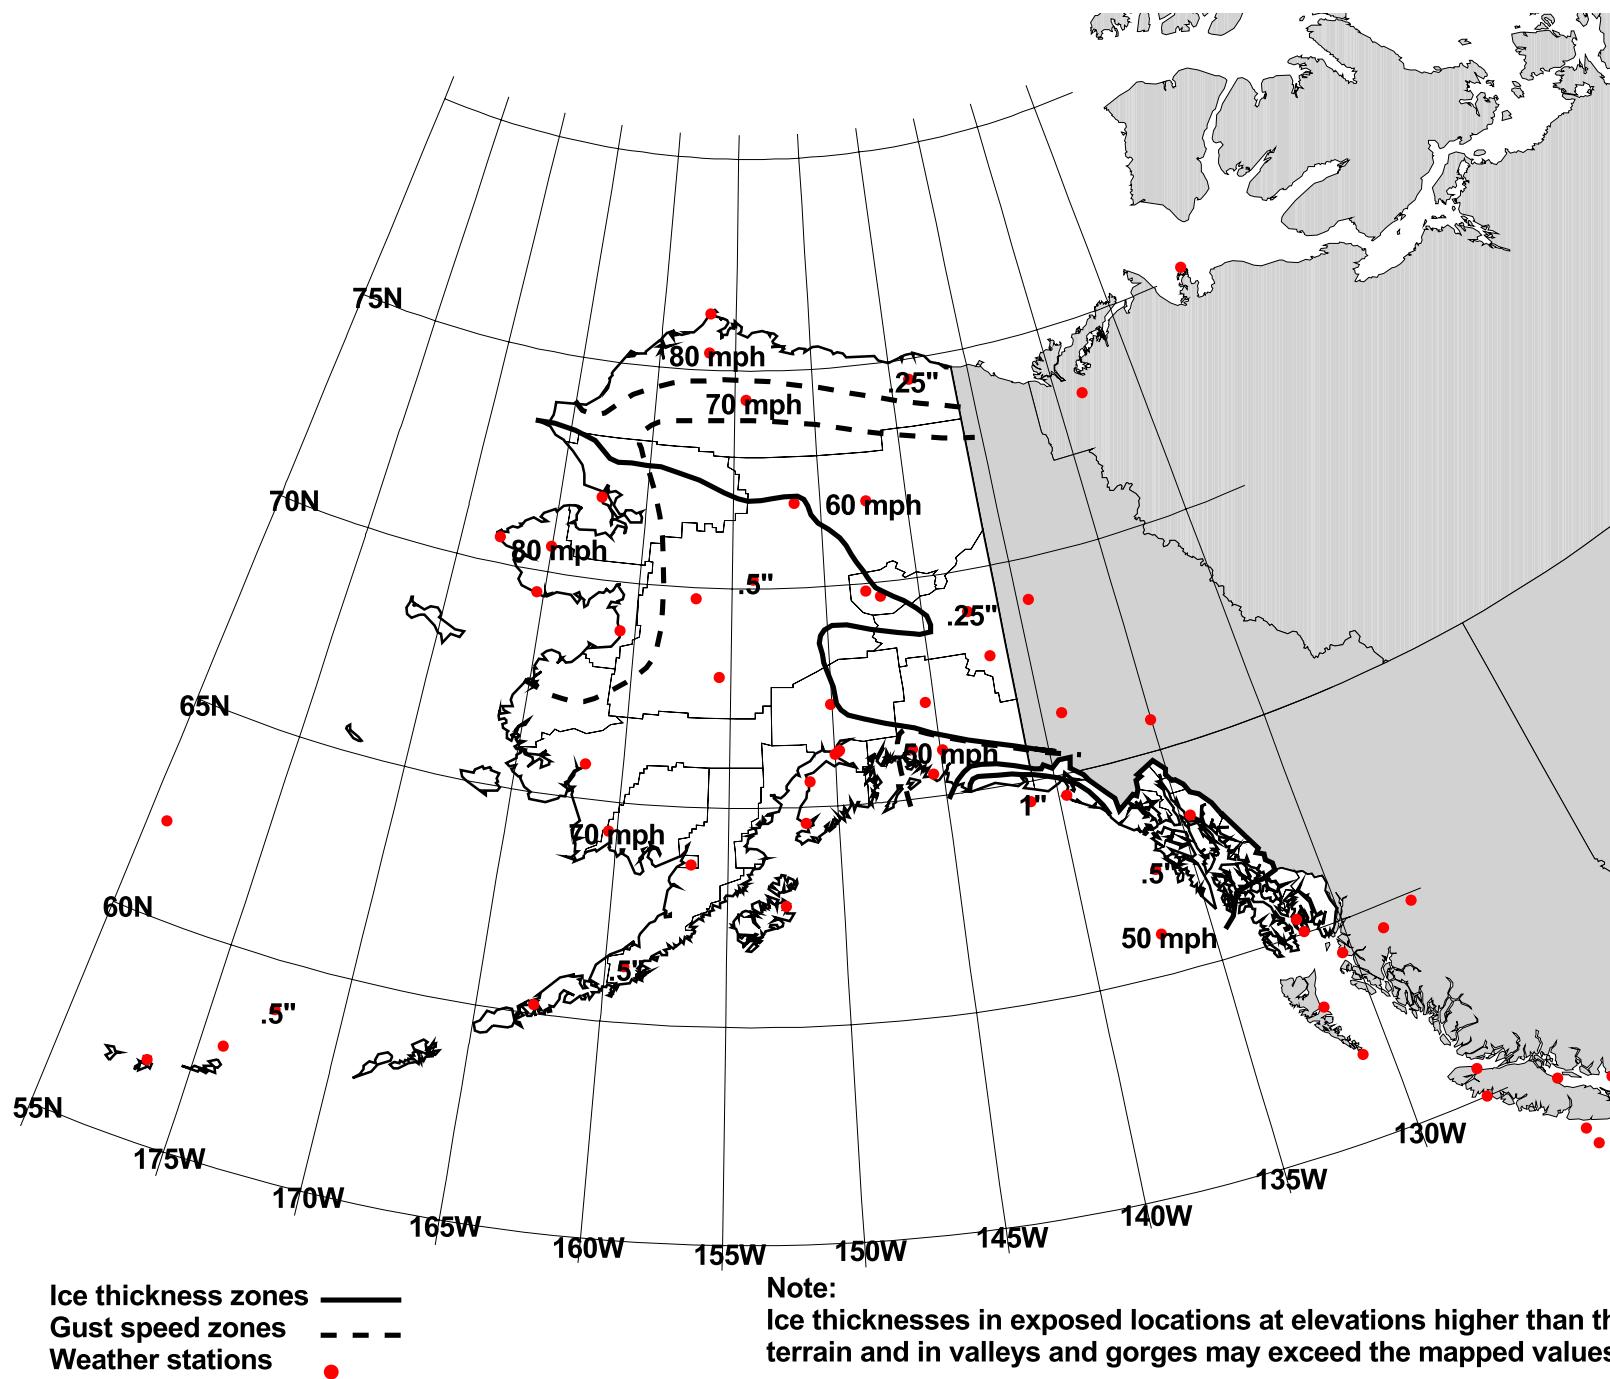 75N
80 mph
.25"
70 mph
70N
60 mph
80 mph
.5"
.25"
65N
50 mph
1"
70 mph
.5"
60N
50 mph
.5"
.5"
55N
130W
175W
135W
170W
140W
165W
145W
160W
150W
155W
Ice thickness zones
Gust speed zones
Weather stations
Note:
Ice thicknesses in exposed locations at elevations higher than
terrain and in valleys and gorges may exceed the mapped values